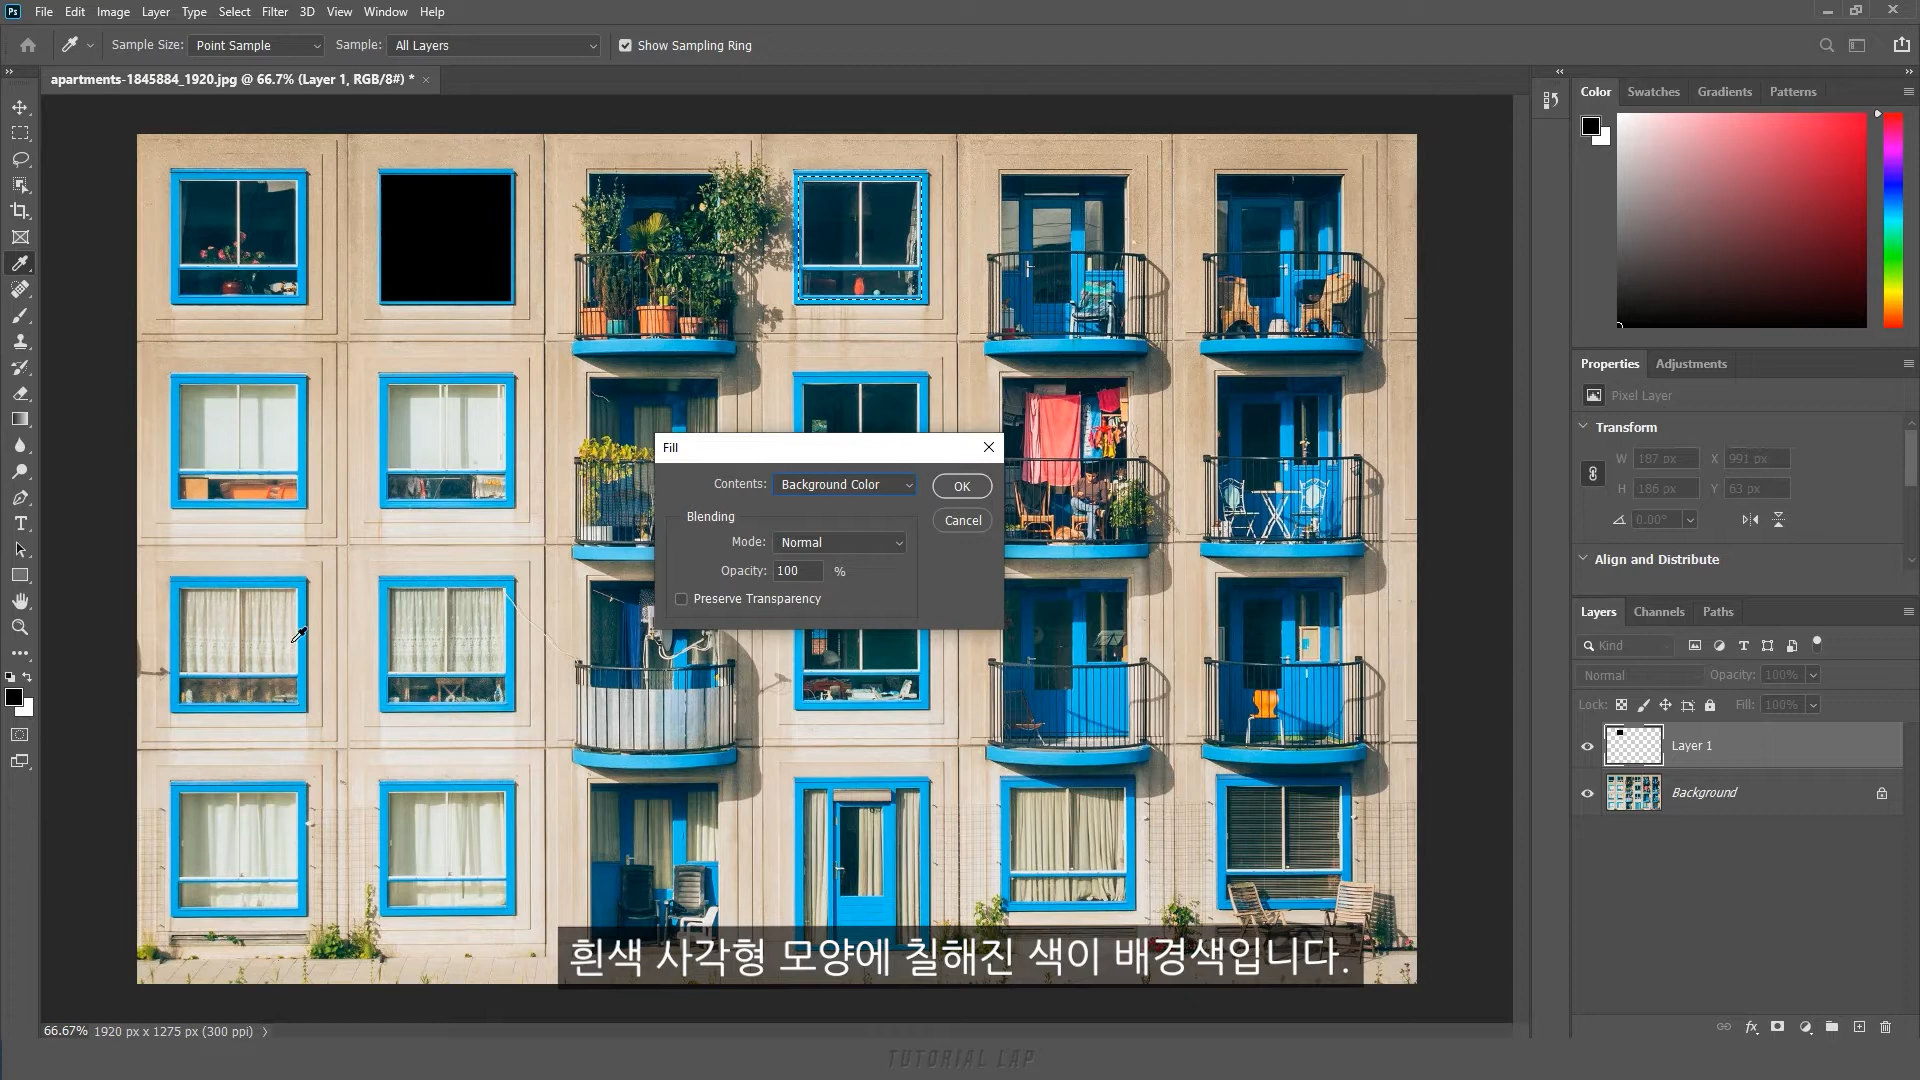 Ps File Edit Image Layer Type Select Filter 3D View Window Help
Sample Size: Point Sample Sample: All Layers Show Sampling Ring
apartments-1845884_1920.jpg @ 66.7% (Layer 1, RGB/8#) * ×
Color Swatches Gradients Patterns
Properties Adjustments
Pixel Layer
Transform
W 187 px X 991 px
H 186 px Y 63 px
0.00°
Align and Distribute
Fill
Contents: Background Color OK
Cancel
Blending
Mode: Normal
Opacity: 100 %
Preserve Transparency
Layers Channels Paths
Kind
Normal Opacity: 100%
Lock: Fill: 100%
Layer 1
Background
흰색 사각형 모양에 칠해진 색이 배경색입니다.
66.67% 1920 px x 1275 px (300 ppi)
TUTORIAL LAP